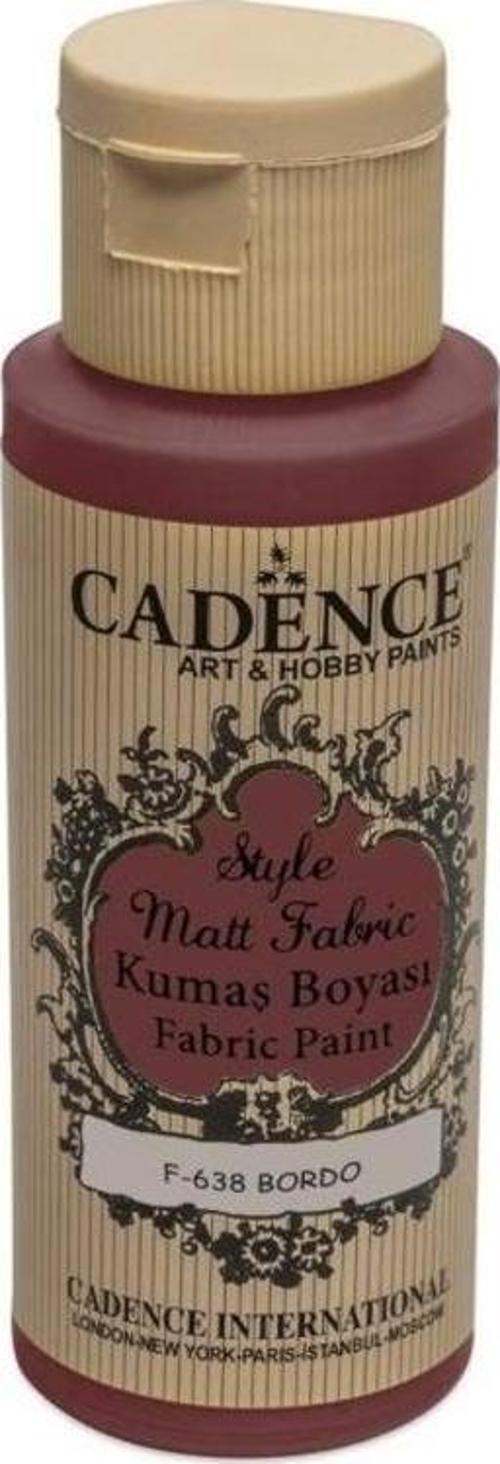 CADENCE
ART & HOBBY PAINTS
Style
Matt Fabric
Kumaş Boyası
Fabric Paint
F-638 BORDO
CADENCE INTERNATIONAL
LONDON-NEW YORK-PARIS-İSTANBUL-MOSCOW